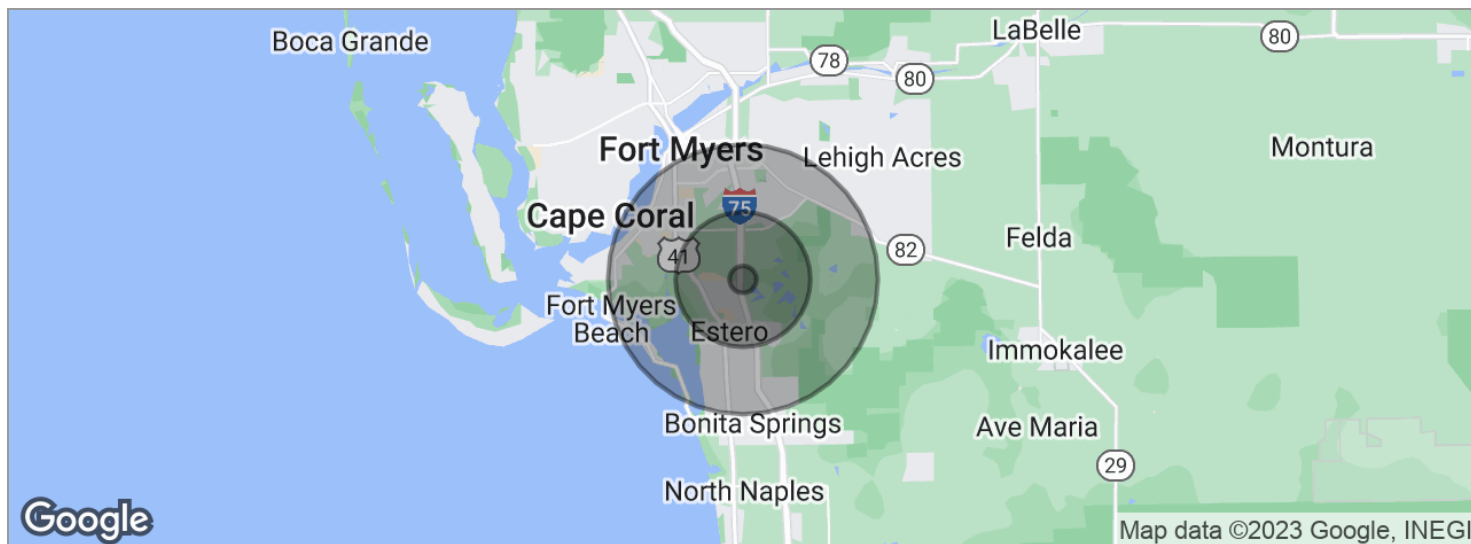 Boca Grande
LaBelle
80
78
80
Fort Myers
Lehigh Acres
Montura
75
Cape Coral
41
Felda
82
Fort Myers
Beach
Estero
Immokalee
Bonita Springs
Ave Maria
29
North Naples
Google
Map data ©2023 Google, INEGI